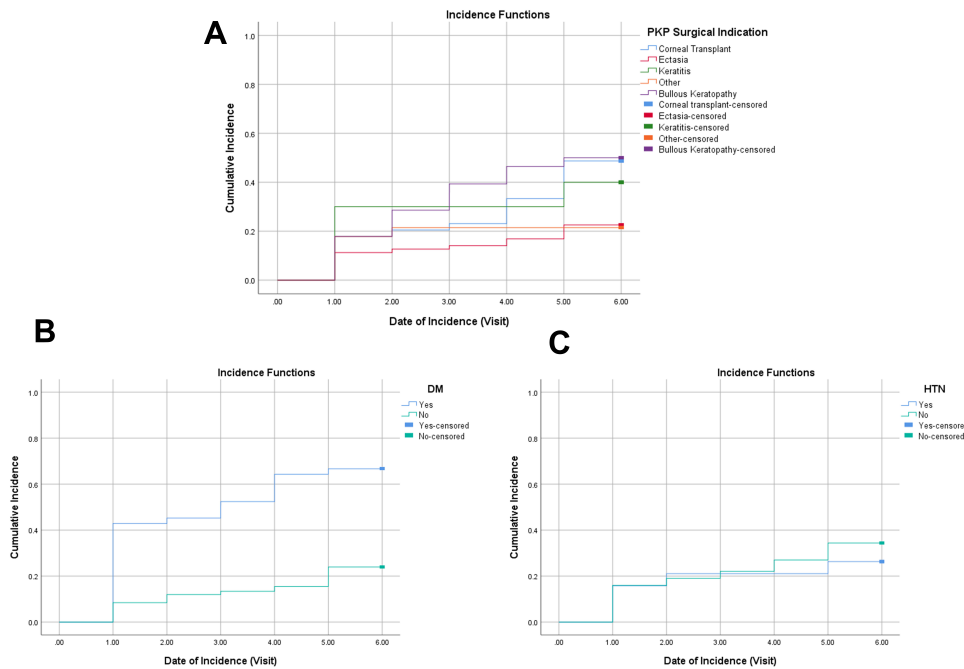 A
Incidence Functions
PKP Surgical Indication
Corneal Transplant
Ectasia
Keratitis
Other
Bullous Keratopathy
Corneal transplant-censored
Ectasia-censored
Keratitis-censored
Other-censored
Bullous Keratopathy-censored
Cumulative Incidence
1.0
0.8
0.6
0.4
0.2
0.0
.00 1.00 2.00 3.00 4.00 5.00 6.00
Date of Incidence (Visit)
B
Incidence Functions
DM
Yes
No
Yes-censored
No-censored
Cumulative Incidence
1.0
0.8
0.6
0.4
0.2
0.0
.00 1.00 2.00 3.00 4.00 5.00 6.00
Date of Incidence (Visit)
C
Incidence Functions
HTN
Yes
No
Yes-censore
No-censored
Cumulative Incidence
1.0
0.8
0.6
0.4
0.2
0.0
.00 1.00 2.00 3.00 4.00 5.00 6.00
Date of Incidence (Visit)